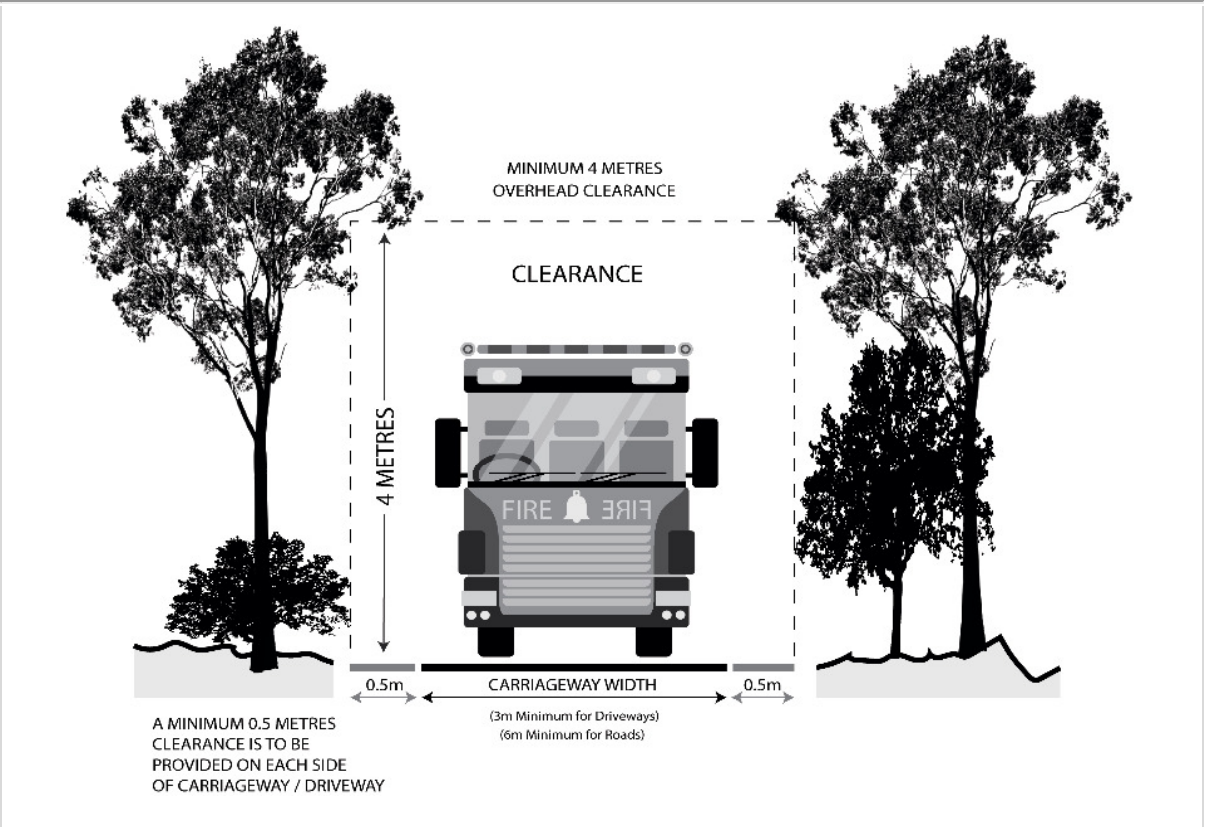 MINIMUM 4 METRES
OVERHEAD CLEARANCE
CLEARANCE
4 METRES
FIRE FIRE
0.5m
CARRIAGEWAY WIDTH
0.5m
(3m Minimum for Driveways)
(6m Minimum for Roads)
A MINIMUM 0.5 METRES
CLEARANCE IS TO BE
PROVIDED ON EACH SIDE
OF CARRIAGEWAY / DRIVEWAY